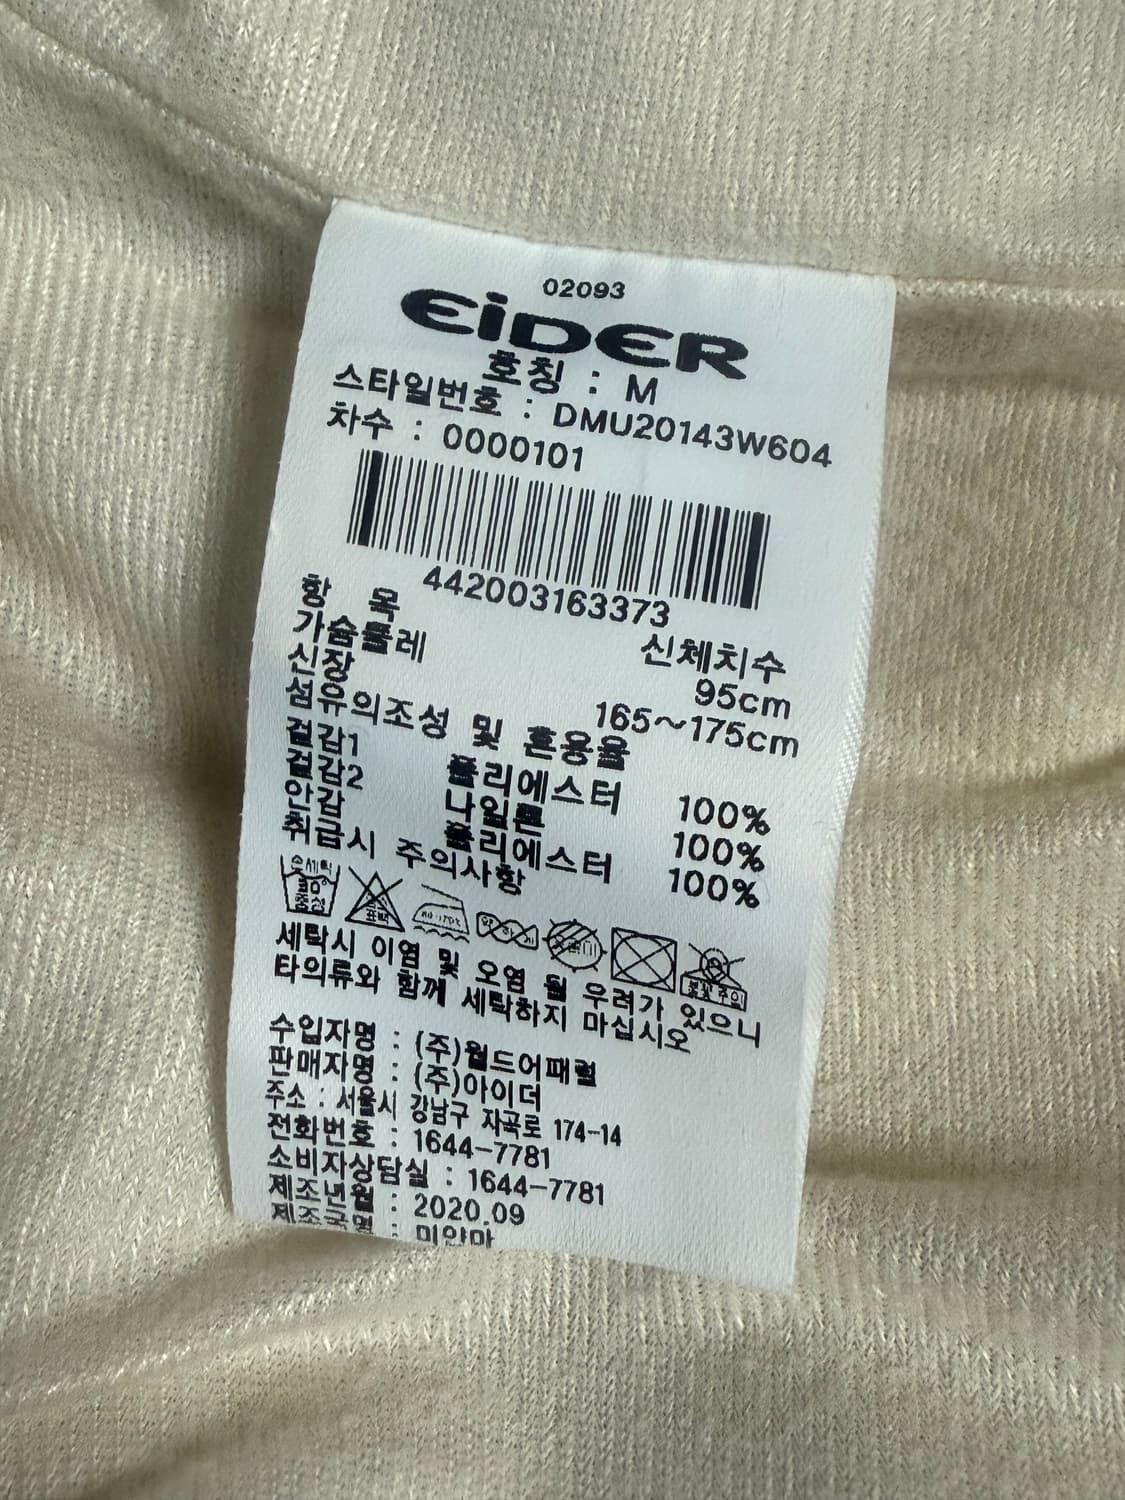 02093
EiDER
호칭 : M
스타일번호 : DMU20143W604
차수 : 0000101
442003163373
항 목 신체치수
가슴둘레 95cm
신장 165~175cm
섬유의조성 및 혼용율
겉감1 폴리에스터 100%
겉감2 나일론 100%
안감 폴리에스터 100%
취급시 주의사항
손세탁
30°
중성
표백
세탁시 이염 및 오염 될 우려가 있으니
타의류와 함께 세탁하지 마십시오
수입자명 : (주)월드어패럴
판매자명 : (주)아이더
주소 : 서울시 강남구 자곡로 174-14
전화번호 : 1644-7781
소비자상담실 : 1644-7781
제조년월 : 2020.09
제조국명 : 미얀마